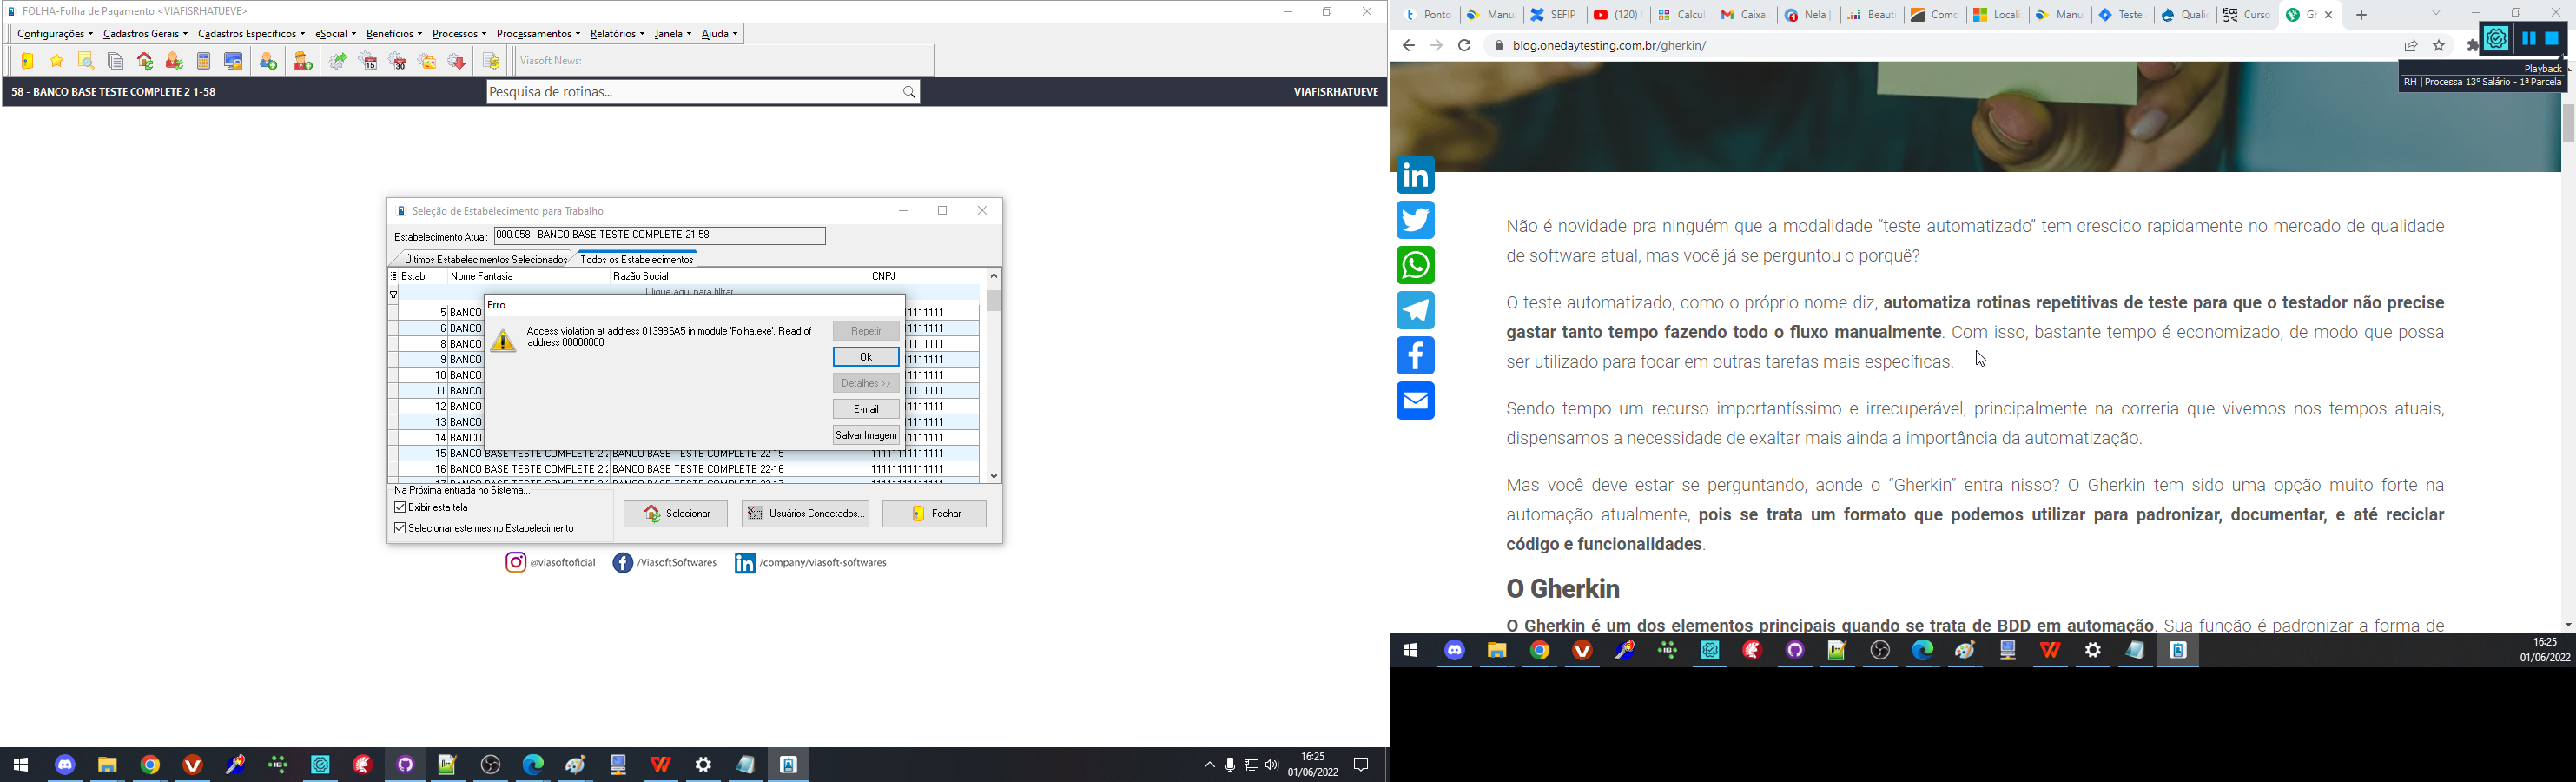 FOLHA-Folha de Pagamento <VIAFISRHATUEVE>
Configurações Cadastros Gerais Cadastros Específicos eSocial Benefícios Processos Processamentos Relatórios Janela Ajuda
Viasoft News:
58 - BANCO BASE TESTE COMPLETE 2 1-58
Pesquisa de rotinas...
VIAFISRHATUEVE
Seleção de Estabelecimento para Trabalho
Estabelecimento Atual: 000.058 - BANCO BASE TESTE COMPLETE 21-58
Últimos Estabelecimentos Selecionados Todos os Estabelecimentos
Estab. Nome Fantasia Razão Social CNPJ
Clique aqui para filtrar
5 BANCO
6 BANCO
8 BANCO
9 BANCO
10 BANCO
11 BANCO
12 BANCO
13 BANCO
14 BANCO
15 BANCO BASE TESTE COMPLETE 2 2 BANCO BASE TESTE COMPLETE 22-15 11111111111111
16 BANCO BASE TESTE COMPLETE 2 2 BANCO BASE TESTE COMPLETE 22-16 11111111111111
Erro
Access violation at address 0139B6A5 in module 'Folha.exe'. Read of
address 00000000
Repetir
Ok
Detalhes >>
E-mail
Salvar Imagem
Na Próxima entrada no Sistema...
Exibir esta tela
Selecionar este mesmo Estabelecimento
Selecionar
Usuários Conectados...
Fechar
@viasoftoficial /ViasoftSoftwares /company/viasoft-softwares
16:25
01/06/2022
Ponto Manu SEFIP (120) Calcul Caixa Nela Beaut Como Locali Manu Teste Qualic Curso Gh
blog.onedaytesting.com.br/gherkin/
Playback
RH | Processa 13º Salário - 1ª Parcela
Não é novidade pra ninguém que a modalidade “teste automatizado” tem crescido rapidamente no mercado de qualidade
de software atual, mas você já se perguntou o porquê?
O teste automatizado, como o próprio nome diz, automatiza rotinas repetitivas de teste para que o testador não precise
gastar tanto tempo fazendo todo o fluxo manualmente. Com isso, bastante tempo é economizado, de modo que possa
ser utilizado para focar em outras tarefas mais específicas.
Sendo tempo um recurso importantíssimo e irrecuperável, principalmente na correria que vivemos nos tempos atuais,
dispensamos a necessidade de exaltar mais ainda a importância da automatização.
Mas você deve estar se perguntando, aonde o “Gherkin” entra nisso? O Gherkin tem sido uma opção muito forte na
automação atualmente, pois se trata um formato que podemos utilizar para padronizar, documentar, e até reciclar
código e funcionalidades.
O Gherkin
O Gherkin é um dos elementos principais quando se trata de BDD em automação. Sua função é padronizar a forma de
16:25
01/06/2022